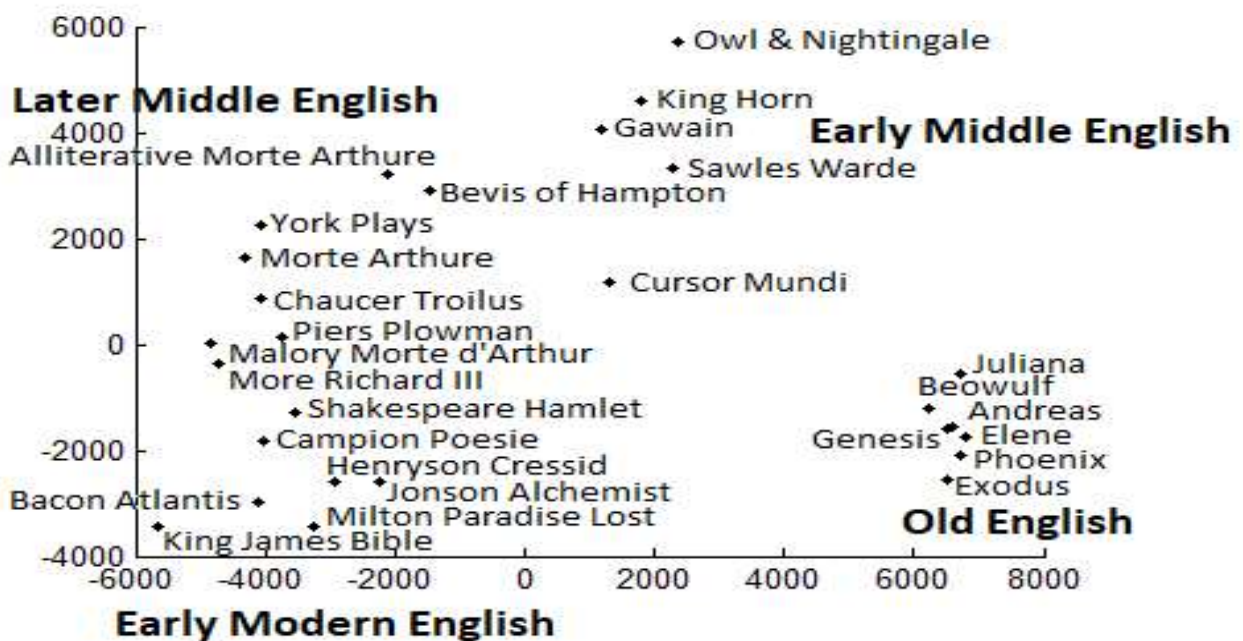 6000
Owl & Nightingale
Later Middle English
King Horn
4000
Gawain
Early Middle English
Alliterative Morte Arthure
Sawles Warde
Bevis of Hampton
York Plays
2000
Morte Arthure
Cursor Mundi
Chaucer Troilus
Piers Plowman
0
Malory Morte d'Arthur
Juliana
More Richard III
Beowulf
Shakespeare Hamlet
Andreas
Campion Poesie
Genesis
Elene
-2000
Phoenix
Henryson Cressid
Exodus
Bacon Atlantis
Jonson Alchemist
Milton Paradise Lost
Old English
King James Bible
-4000
-6000 -4000 -2000 0 2000 4000 6000 8000
Early Modern English